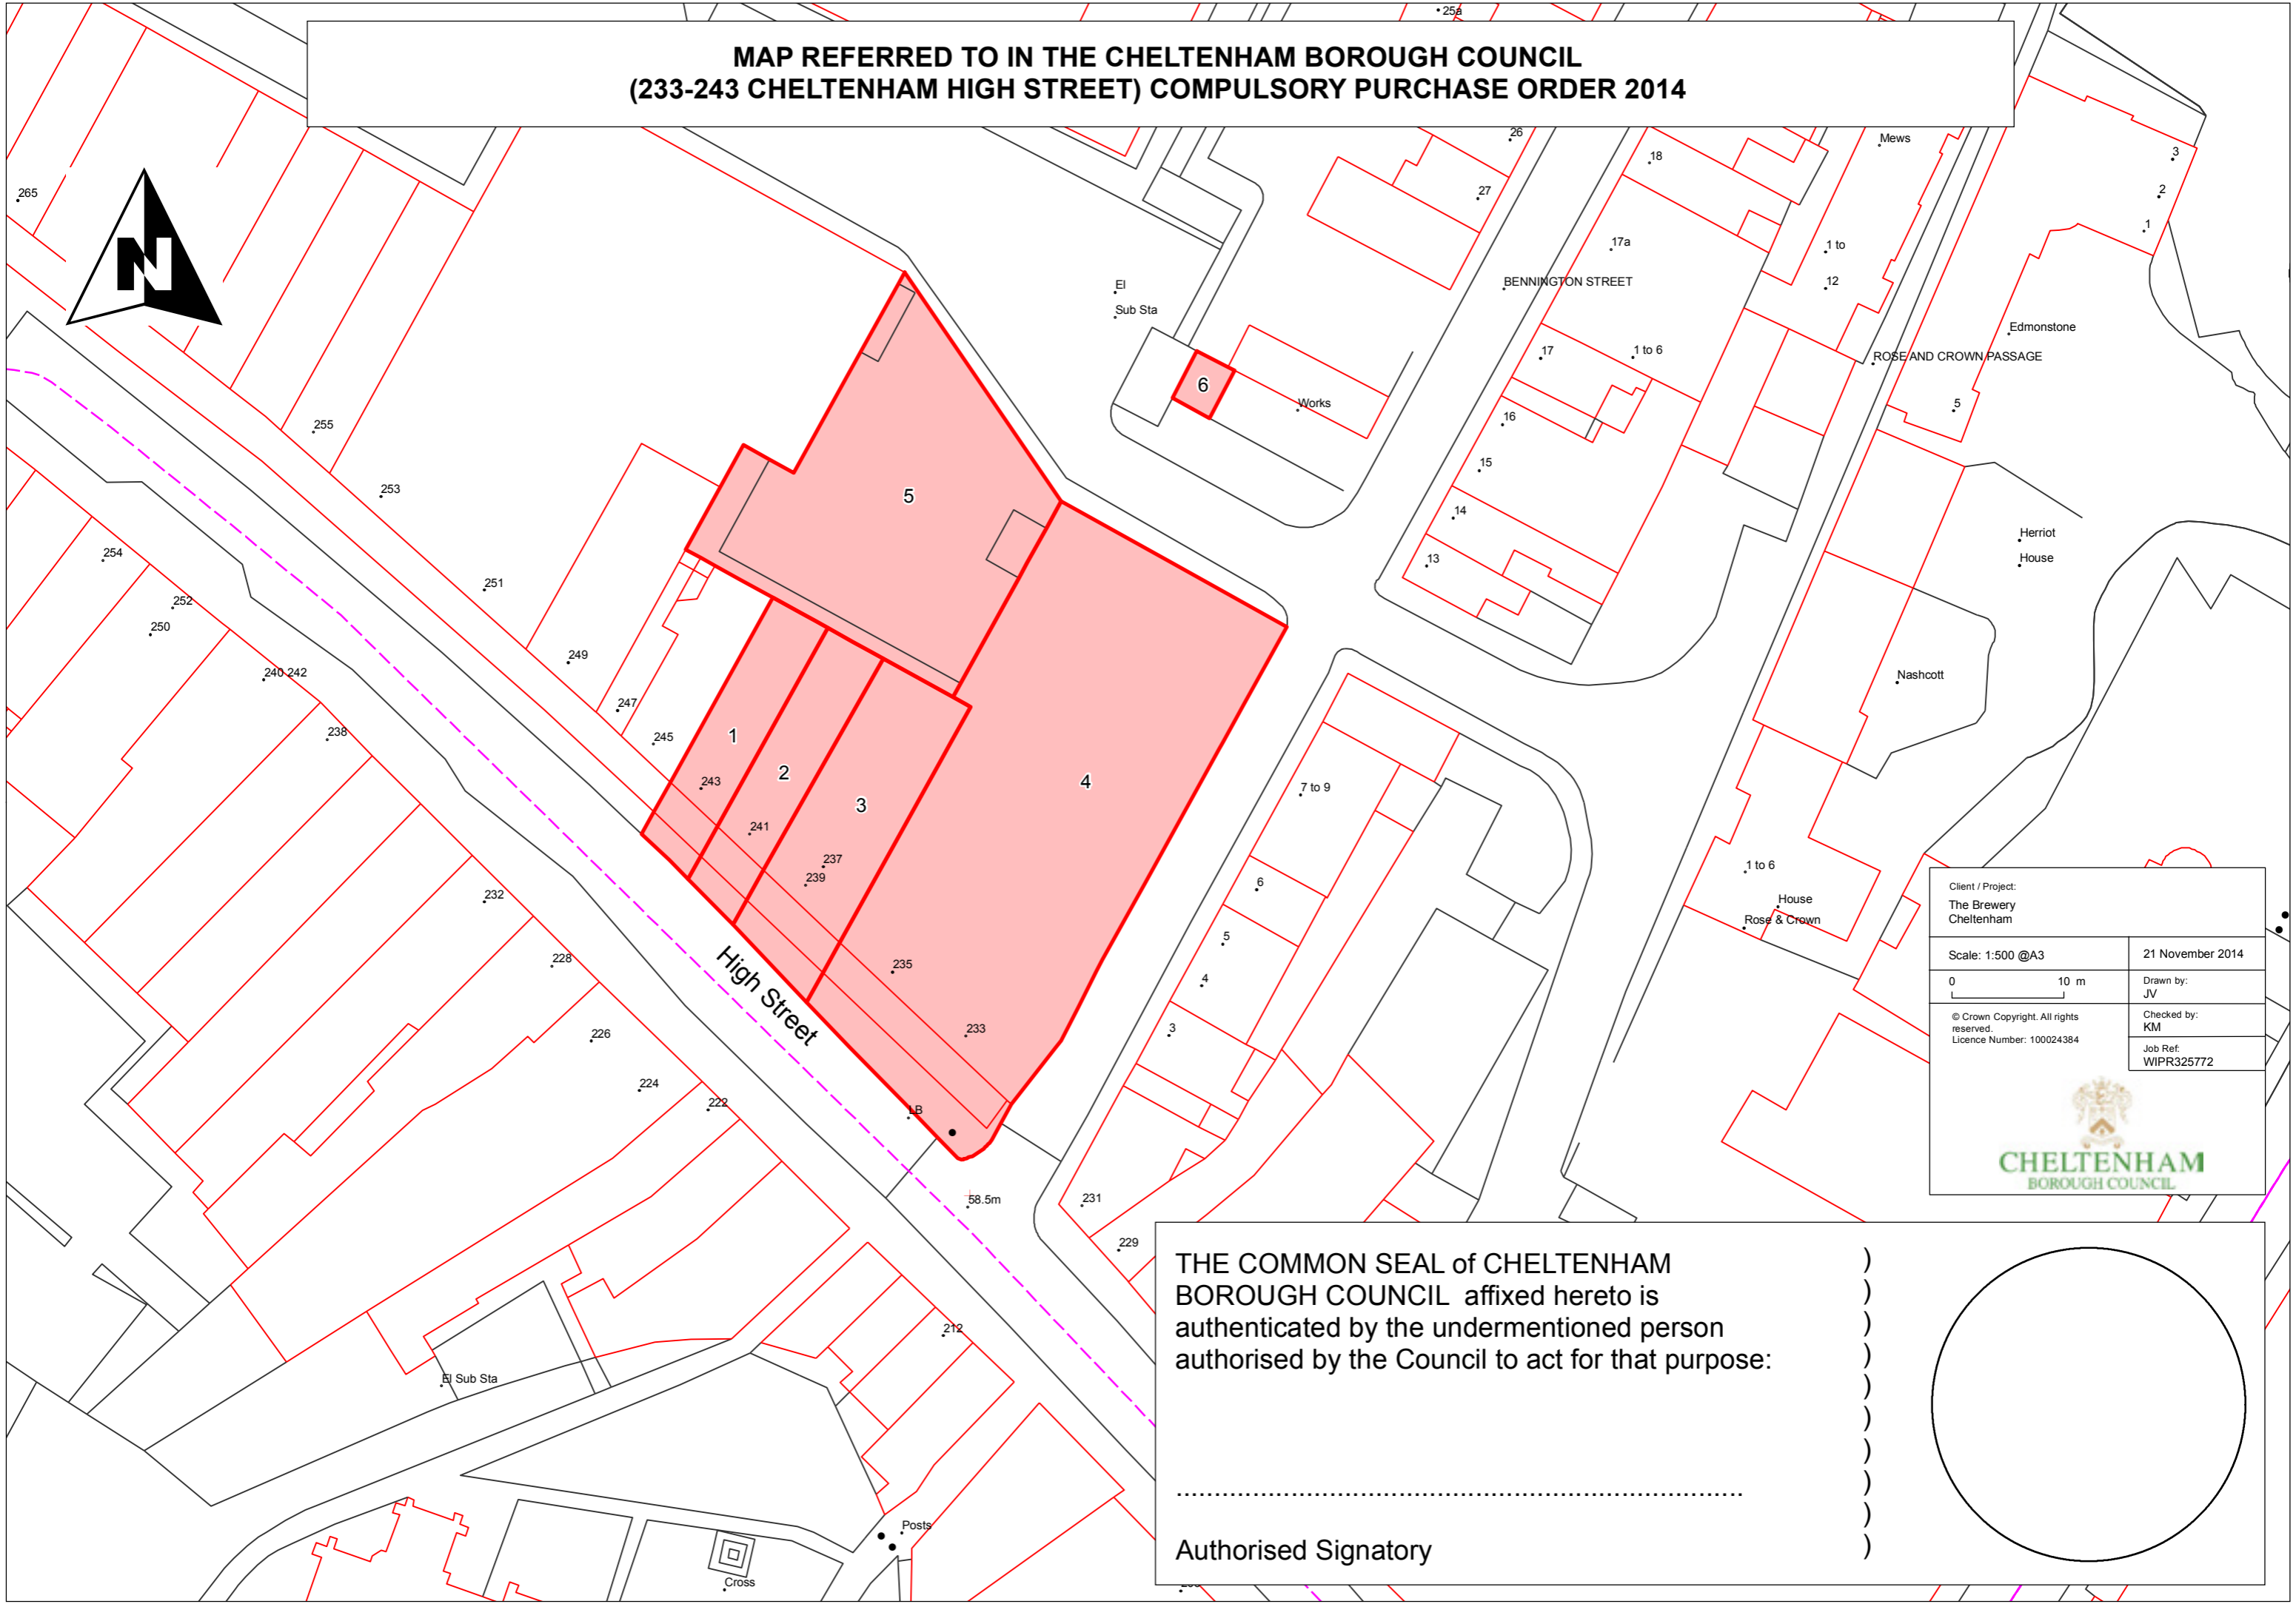 MAP REFERRED TO IN THE CHELTENHAM BOROUGH COUNCIL
(233-243 CHELTENHAM HIGH STREET) COMPULSORY PURCHASE ORDER 2014
25a
26
27
18
Mews
3
2
1
265
N
17a
1 to
12
El
Sub Sta
BENNINGTON STREET
Edmonstone
17
1 to 6
ROSE AND CROWN PASSAGE
6
Works
5
255
16
253
5
15
14
13
Herriot
House
254
252
250
251
249
240 242
247
245
238
Nashcott
1
243
2
241
3
237
239
4
7 to 9
6
5
4
3
1 to 6
House
Rose & Crown
232
228
226
224
222
High Street
235
233
LB
58.5m
231
229
212
El Sub Sta
Posts
Cross
Client / Project:
The Brewery
Cheltenham
Scale: 1:500 @A3
21 November 2014
0 10 m
Drawn by:
JV
© Crown Copyright. All rights
reserved.
Licence Number: 100024384
Checked by:
KM
Job Ref:
WIPR325772
CHELTENHAM
BOROUGH COUNCIL
THE COMMON SEAL of CHELTENHAM )
BOROUGH COUNCIL affixed hereto is )
authenticated by the undermentioned person )
authorised by the Council to act for that purpose: )
)
)
)
.......................................................................... )
)
Authorised Signatory )